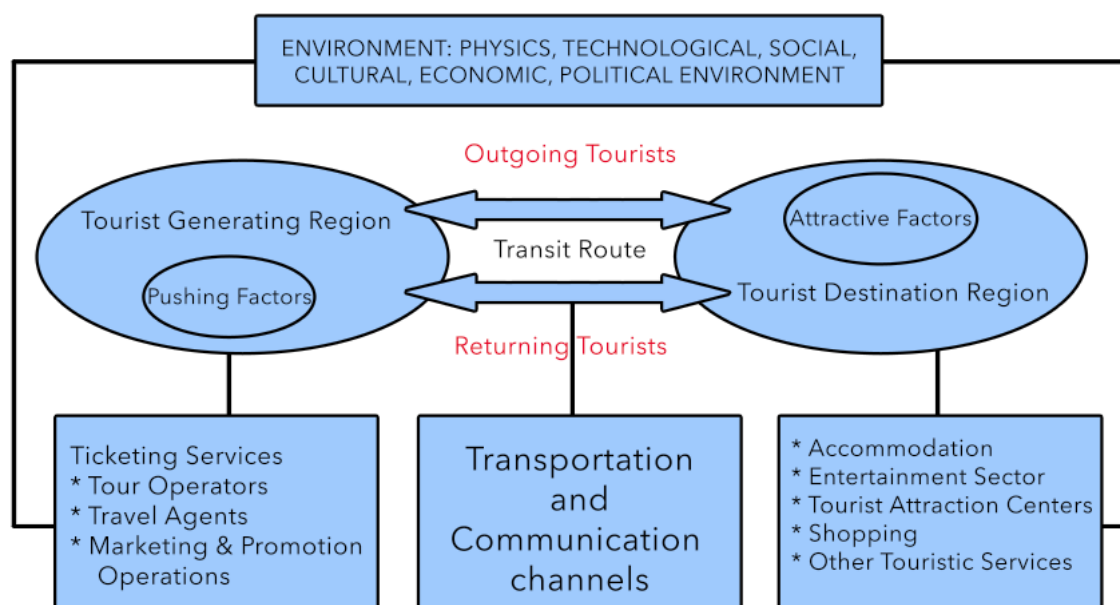 ENVIRONMENT: PHYSICS, TECHNOLOGICAL, SOCIAL,
CULTURAL, ECONOMIC, POLITICAL ENVIRONMENT
Outgoing Tourists
Tourist Generating Region
Attractive Factors
Transit Route
Pushing Factors
Tourist Destination Region
Returning Tourists
Ticketing Services
* Tour Operators
* Travel Agents
* Marketing & Promotion
Operations
Transportation
and
Communication
channels
* Accommodation
* Entertainment Sector
* Tourist Attraction Centers
* Shopping
* Other Touristic Services